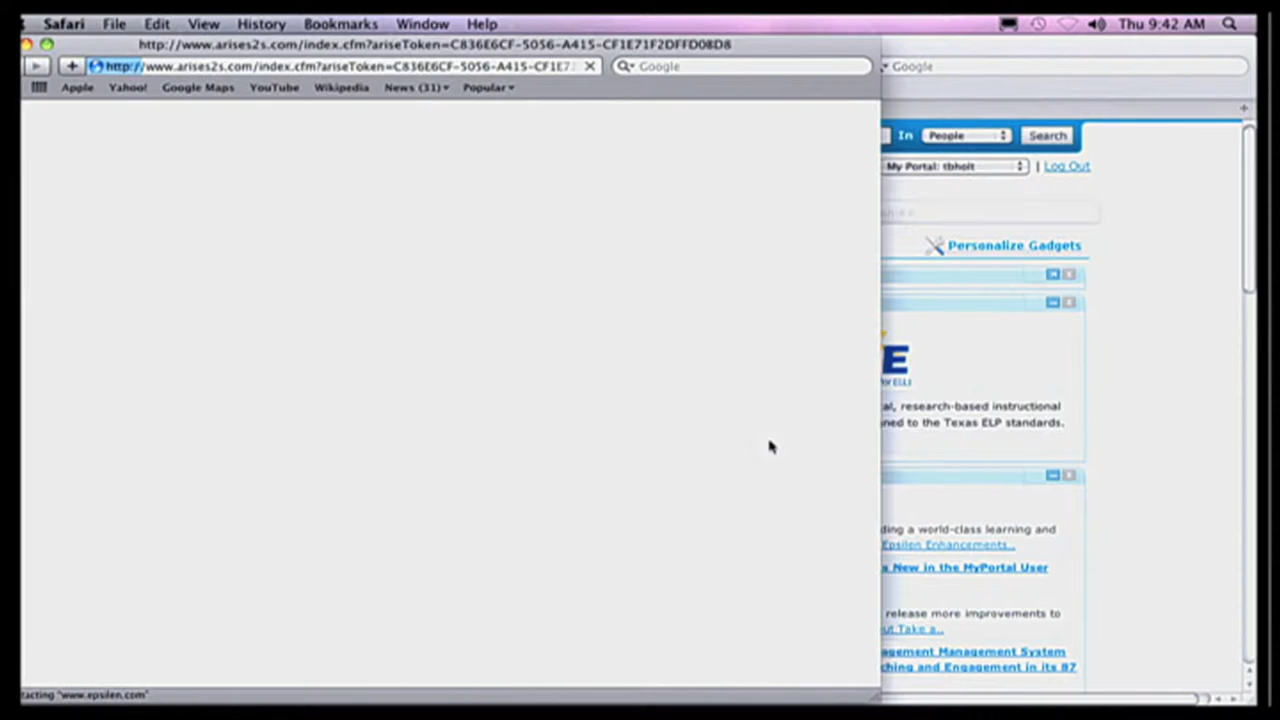 Safari File Edit View History Bookmarks Window Help Thu 9:42 AM
http://www.arises2s.com/index.cfm?ariseToken=C836E6CF-5056-A415-CF1E71F2DFFD08D8
http://www.arises2s.com/index.cfm?ariseToken=C836E6CF-5056-A415-CF1E7 Google Google
Apple Yahoo! Google Maps YouTube Wikipedia News (31) Popular
In People Search
My Portal: tbholt | Log Out
Personalize Gadgets
E
al, research-based instructional
ned to the Texas ELP standards.
ding a world-class learning and
Epsilen Enhancements..
s New in the MyPortal User
release more improvements to
ut Take a..
agement Management System
ching and Engagement in its 87
tacting "www.epsilen.com"